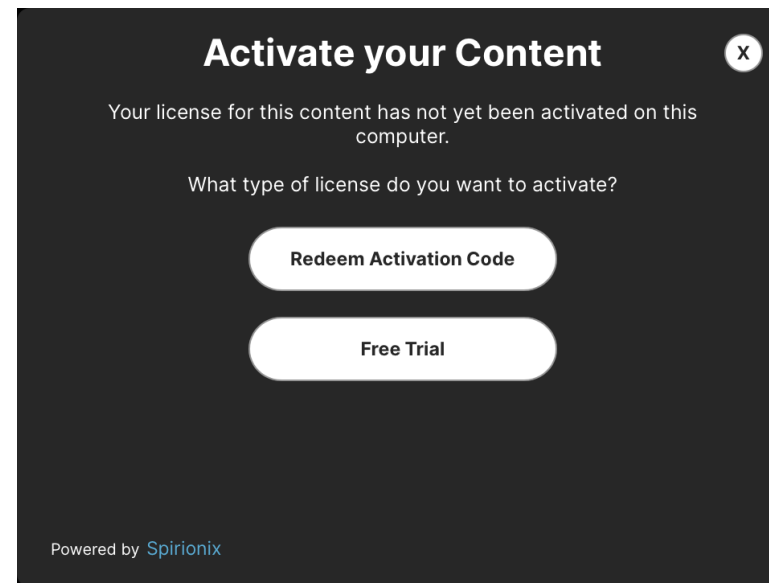 Activate your Content
X
Your license for this content has not yet been activated on this
computer.
What type of license do you want to activate?
Redeem Activation Code
Free Trial
Powered by Spirionix